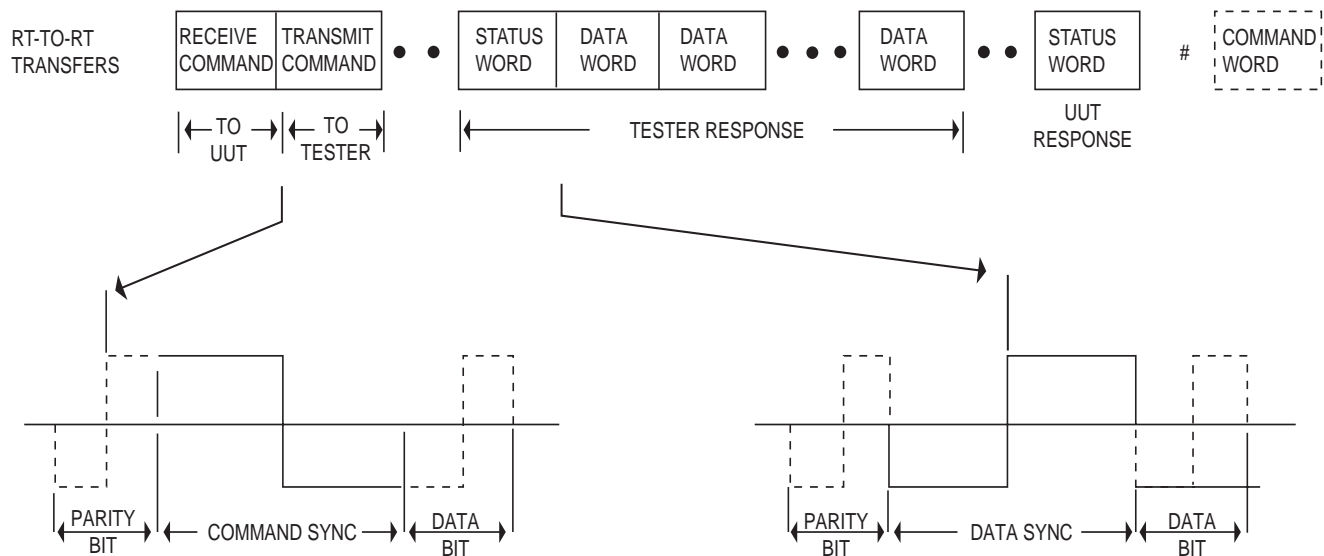 RT-TO-RT
TRANSFERS
RECEIVE
COMMAND
TRANSMIT
COMMAND
STATUS
WORD
DATA
WORD
DATA
WORD
DATA
WORD
STATUS
WORD
#
COMMAND
WORD
TO
UUT
TO
TESTER
TESTER RESPONSE
UUT
RESPONSE
PARITY
BIT
COMMAND SYNC
DATA
BIT
PARITY
BIT
DATA SYNC
DATA
BIT